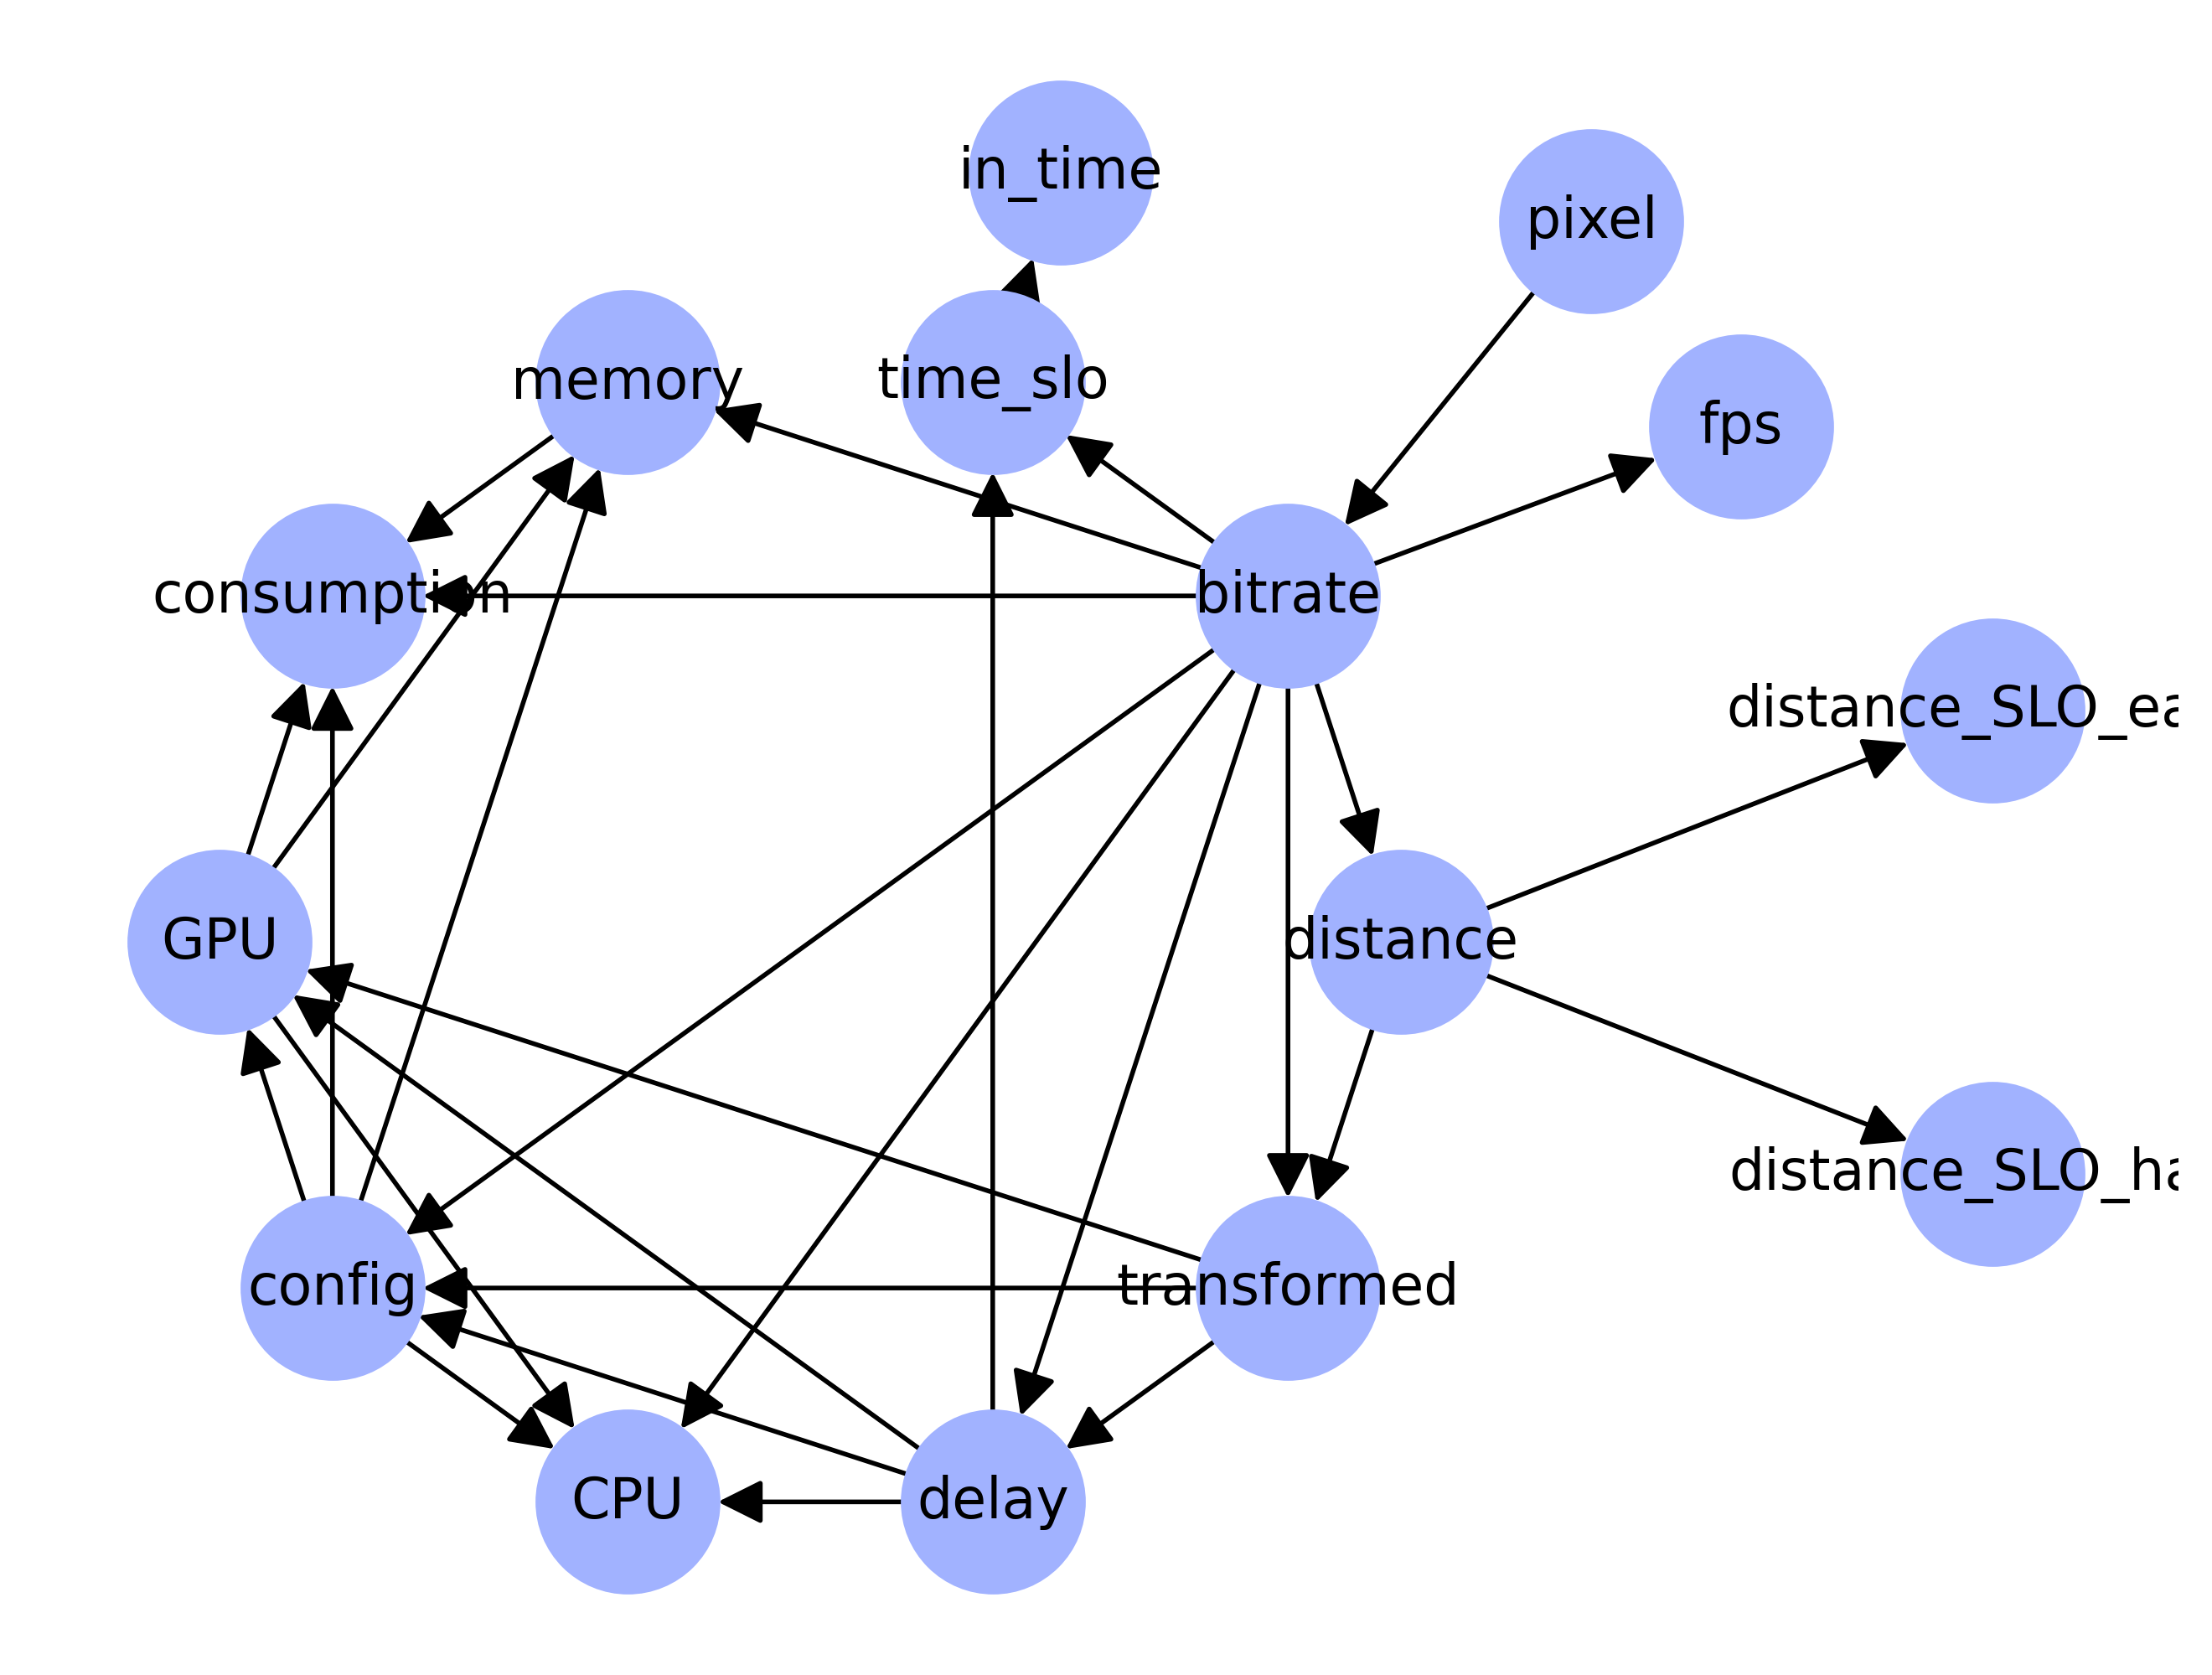 in_time
pixel
memory
time_slo
fps
consumption
bitrate
distance_SLO_ea
GPU
distance
distance_SLO_ha
config
transformed
CPU
delay